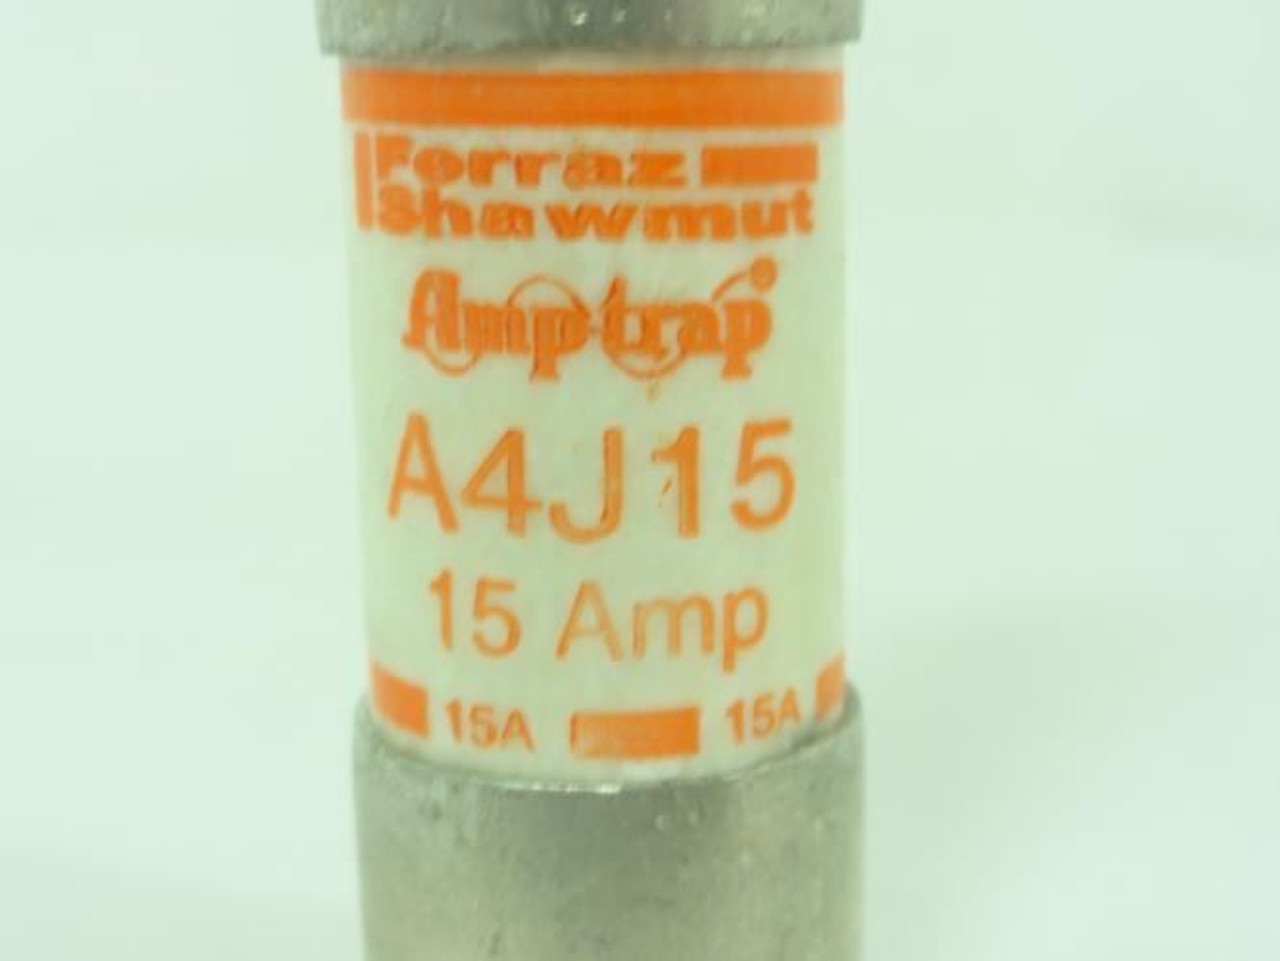 Ferraz
Shawmut
Amp-trap®
A4J15
15 Amp
15A 15A